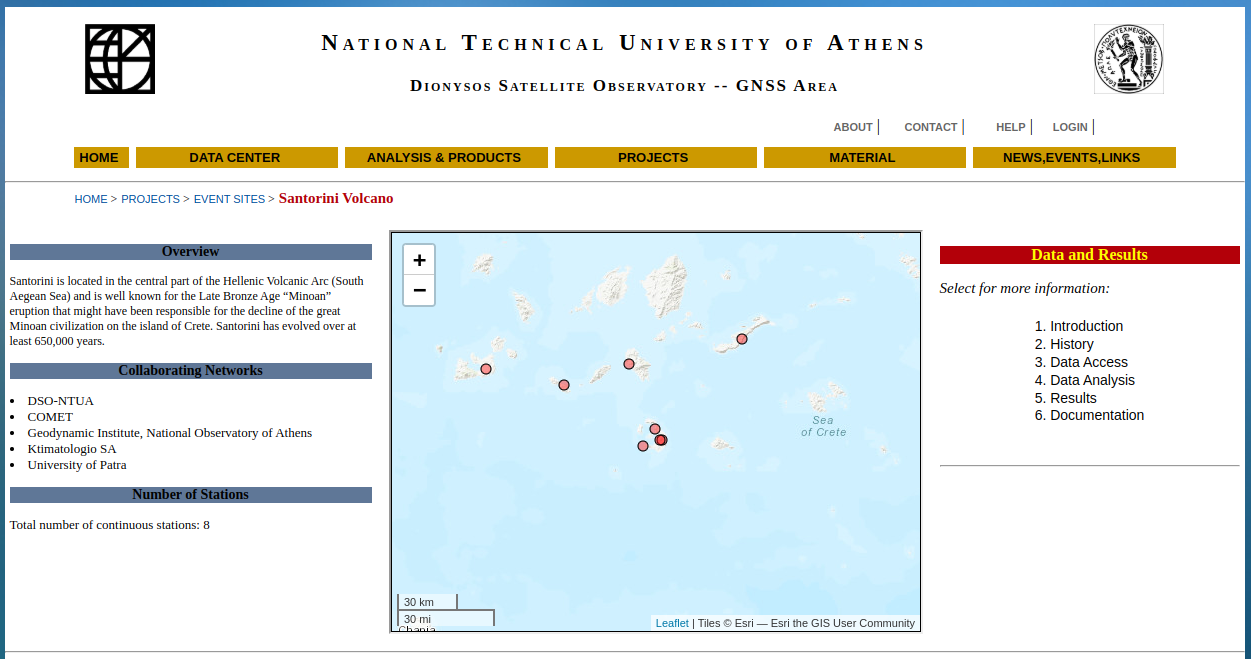 National Technical University of Athens
Dionysos Satellite Observatory -- GNSS Area
ABOUT CONTACT HELP LOGIN
HOME DATA CENTER ANALYSIS & PRODUCTS PROJECTS MATERIAL NEWS,EVENTS,LINKS
HOME > PROJECTS > EVENT SITES > Santorini Volcano
Overview
Santorini is located in the central part of the Hellenic Volcanic Arc (South
Aegean Sea) and is well known for the Late Bronze Age “Minoan”
eruption that might have been responsible for the decline of the great
Minoan civilization on the island of Crete. Santorini has evolved over at
least 650,000 years.
Collaborating Networks
• DSO-NTUA
• COMET
• Geodynamic Institute, National Observatory of Athens
• Ktimatologio SA
• University of Patra
Number of Stations
Total number of continuous stations: 8
+
−
Sea
of Crete
30 km
30 mi
Chania
Leaflet | Tiles © Esri — Esri the GIS User Community
Data and Results
Select for more information:
1. Introduction
2. History
3. Data Access
4. Data Analysis
5. Results
6. Documentation